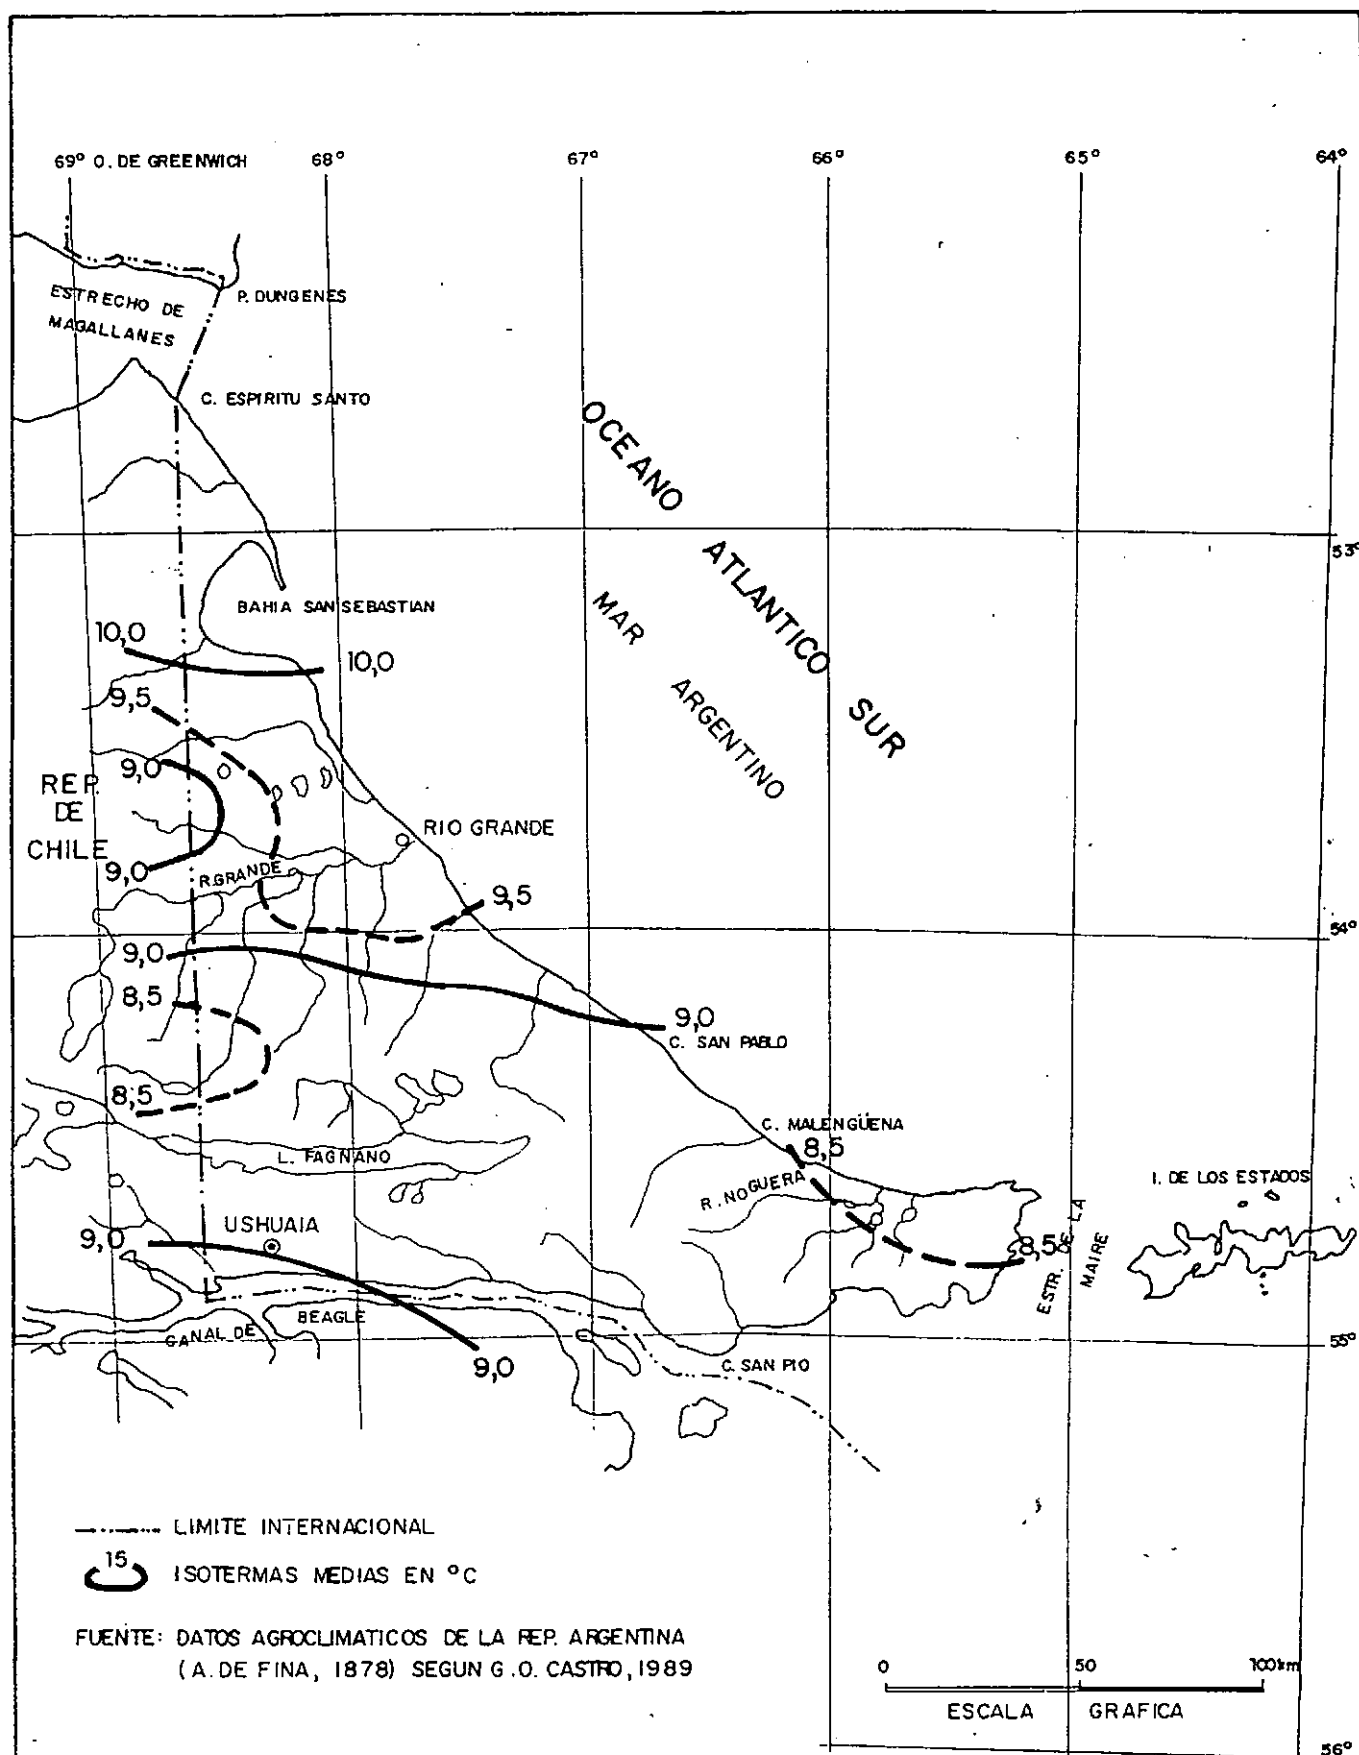 69° O. DE GREENWICH 68° 67° 66° 65° 64°
ESTRECHO DE
MAGALLANES
P. DUNGENES
C. ESPIRITU SANTO
OCEANO
ATLANTICO
SUR
53°
BAHIA SAN SEBASTIAN
MAR
ARGENTINO
10,0
10,0
9,5
9,0
REP.
DE
CHILE
RIO GRANDE
9,0
R. GRANDE
9,5
54°
9,0
8,5
9,0
C. SAN PABLO
8,5
C. MALENGÜENA
8,5
L. FAGNANO
R. NOGUERA
I. DE LOS ESTADOS
USHUAIA
9,0
8,5
ESTR. DE LA
MAIRE
CANAL DE
BEAGLE
55°
9,0
C. SAN PIO
LIMITE INTERNACIONAL
15
ISOTERMAS MEDIAS EN °C
FUENTE: DATOS AGROCLIMATICOS DE LA REP. ARGENTINA
(A. DE FINA, 1878) SEGUN G.O. CASTRO, 1989
0 50 100km
ESCALA GRAFICA
56°